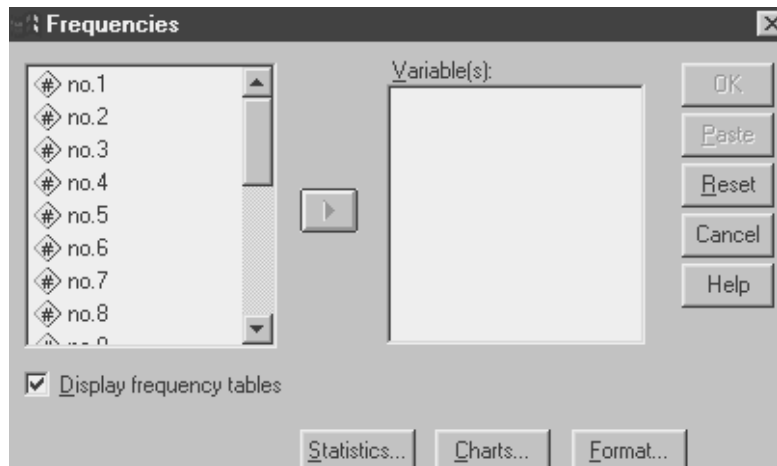 Frequencies
no.1
no.2
no.3
no.4
no.5
no.6
no.7
no.8
Display frequency tables
Variable(s):
OK
Paste
Reset
Cancel
Help
Statistics...
Charts...
Format...